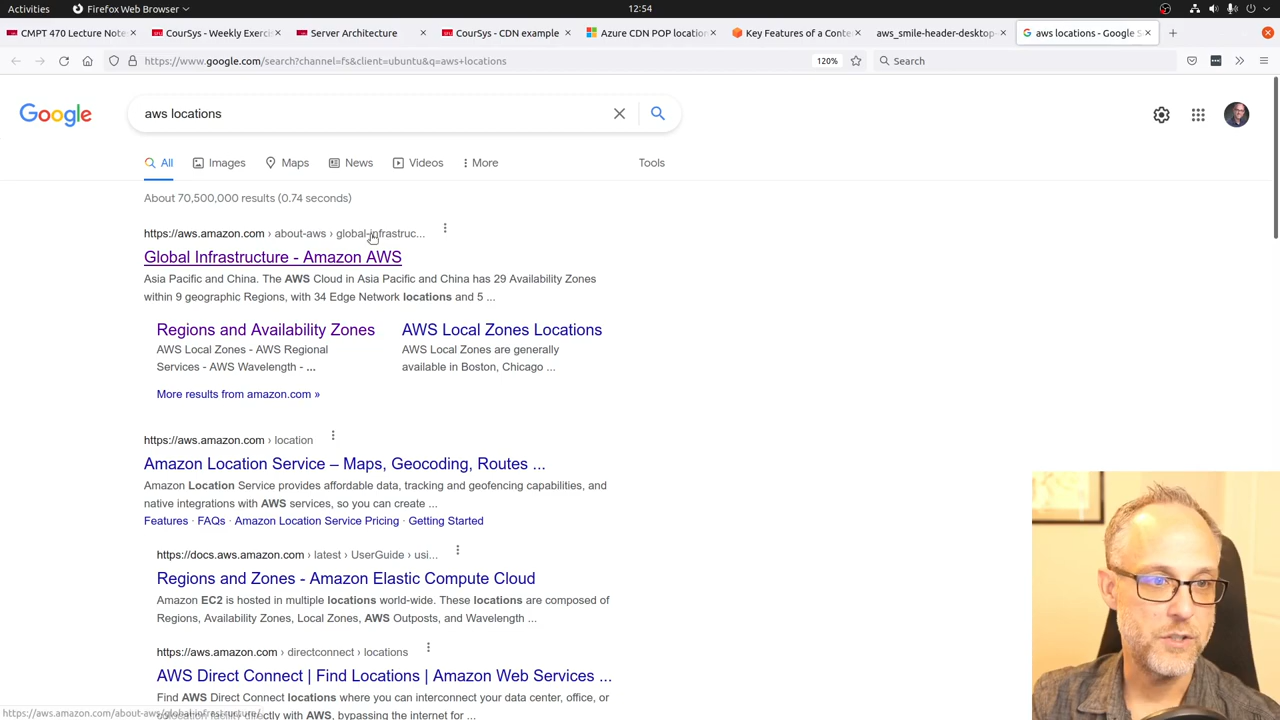 Activities Firefox Web Browser 12:54
CMPT 470 Lecture Note CourSys - Weekly Exerci Server Architecture CourSys - CDN example Azure CDN POP location Key Features of a Conte aws_smile-header-desktop- aws locations - Google S
https://www.google.com/search?channel=fs&client=ubuntu&q=aws+locations 120% Search
Google aws locations
All Images Maps News Videos More Tools
About 70,500,000 results (0.74 seconds)
https://aws.amazon.com › about-aws › global-infrastruc...
Global Infrastructure - Amazon AWS
Asia Pacific and China. The AWS Cloud in Asia Pacific and China has 29 Availability Zones
within 9 geographic Regions, with 34 Edge Network locations and 5 ...
Regions and Availability Zones
AWS Local Zones - AWS Regional
Services - AWS Wavelength - ...
AWS Local Zones Locations
AWS Local Zones are generally
available in Boston, Chicago ...
More results from amazon.com »
https://aws.amazon.com › location
Amazon Location Service – Maps, Geocoding, Routes ...
Amazon Location Service provides affordable data, tracking and geofencing capabilities, and
native integrations with AWS services, so you can create ...
Features · FAQs · Amazon Location Service Pricing · Getting Started
https://docs.aws.amazon.com › latest › UserGuide › usi...
Regions and Zones - Amazon Elastic Compute Cloud
Amazon EC2 is hosted in multiple locations world-wide. These locations are composed of
Regions, Availability Zones, Local Zones, AWS Outposts, and Wavelength ...
https://aws.amazon.com › directconnect › locations
AWS Direct Connect | Find Locations | Amazon Web Services ...
Find AWS Direct Connect locations where you can interconnect your data center, office, or
colocation facility directly with AWS, bypassing the internet for ...
https://aws.amazon.com/about-aws/global-infrastructure/